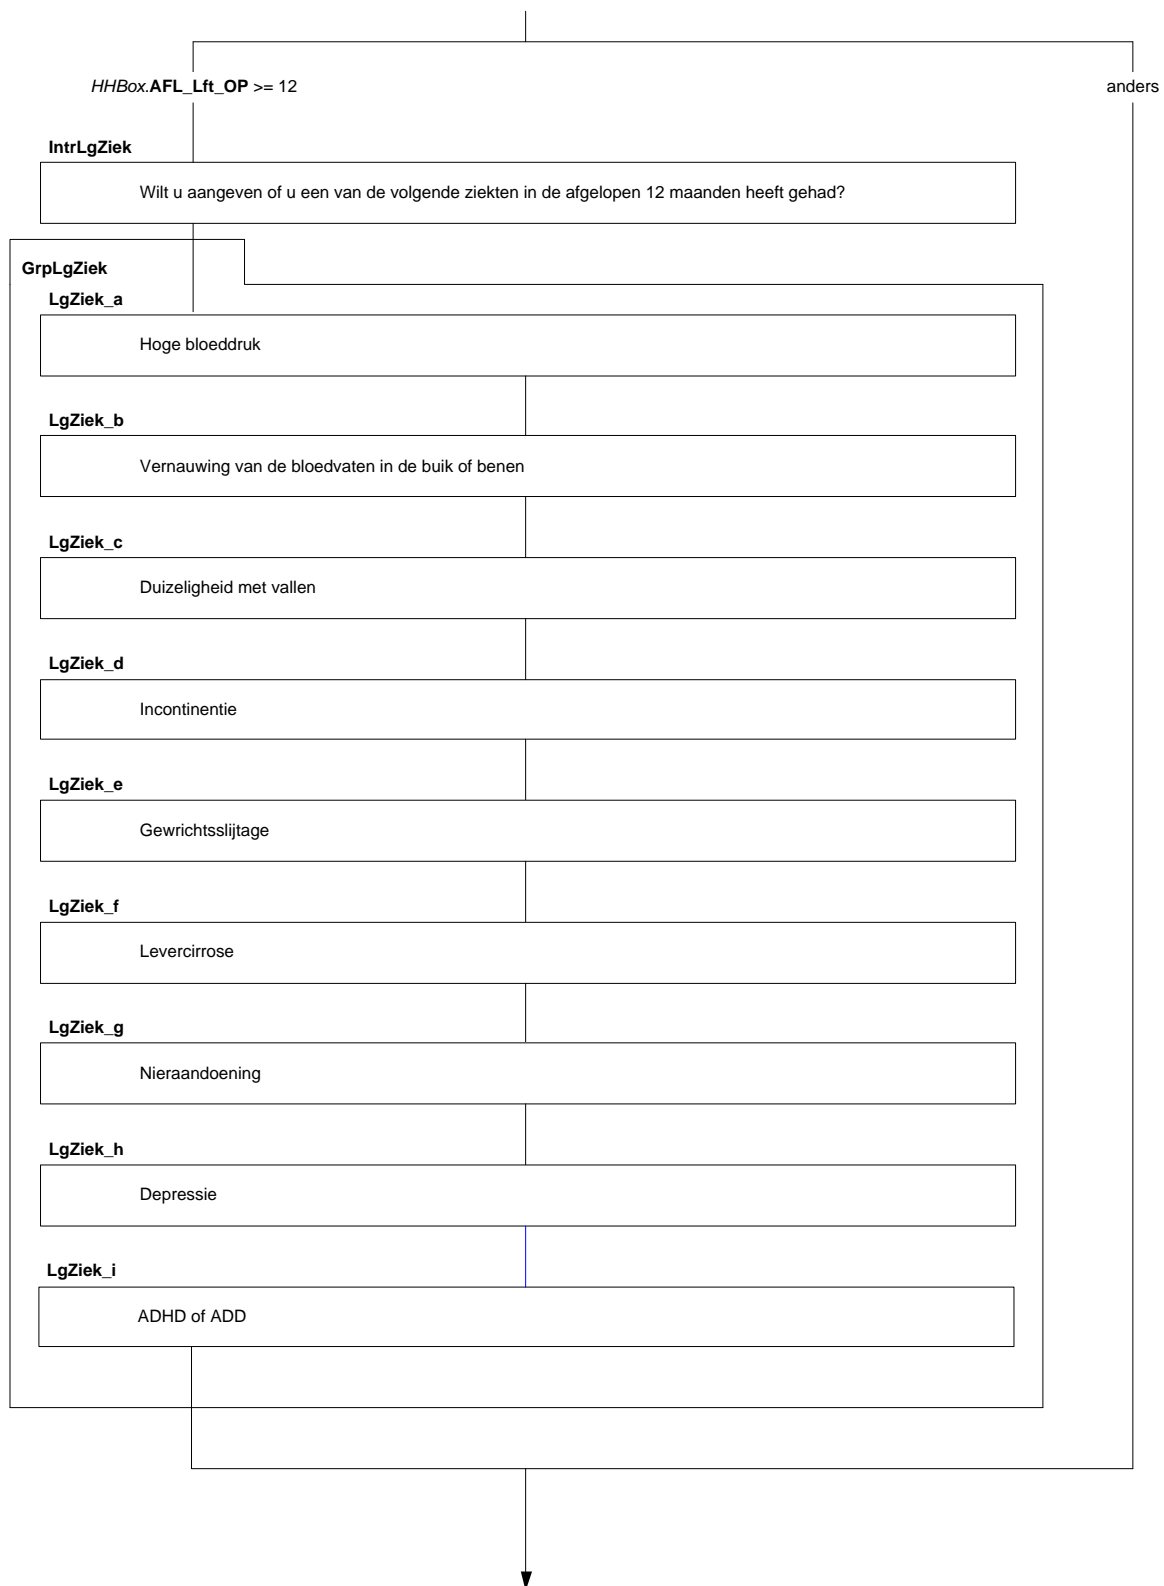 HHBox.AFL_Lft_OP >= 12
anders
IntrLgZiek
Wilt u aangeven of u een van de volgende ziekten in de afgelopen 12 maanden heeft gehad?
GrpLgZiek
LgZiek_a
Hoge bloeddruk
LgZiek_b
Vernauwing van de bloedvaten in de buik of benen
LgZiek_c
Duizeligheid met vallen
LgZiek_d
Incontinentie
LgZiek_e
Gewrichtsslijtage
LgZiek_f
Levercirrose
LgZiek_g
Nieraandoening
LgZiek_h
Depressie
LgZiek_i
ADHD of ADD